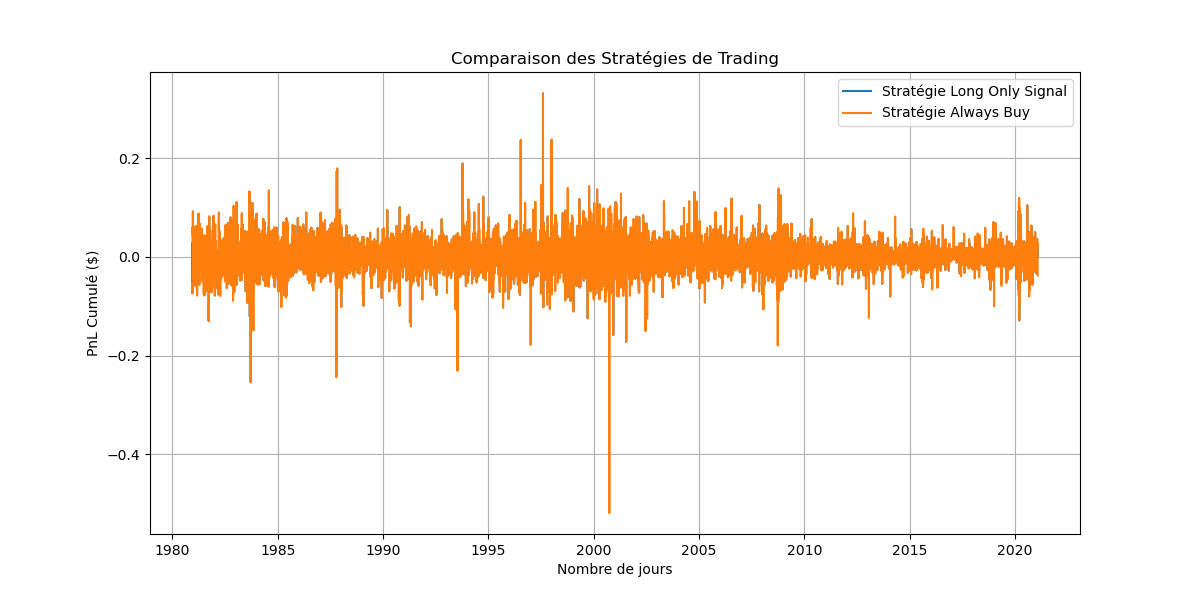 Comparaison des Stratégies de Trading
Stratégie Long Only Signal
Stratégie Always Buy
PnL Cumulé ($)
0.2
0.0
−0.2
−0.4
1980 1985 1990 1995 2000 2005 2010 2015 2020
Nombre de jours